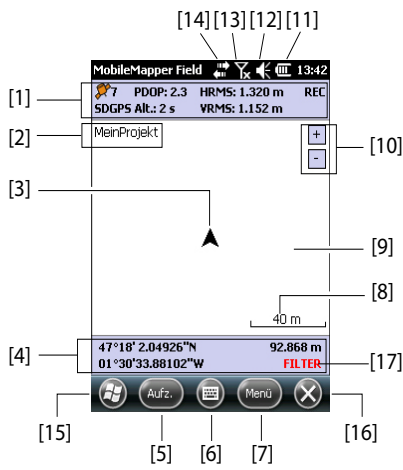 [14] [13] [12] [11]
MobileMapper Field 13:42
[1]
7 PDOP: 2.3 HRMS: 1.320 m REC
SDGPS Alt.: 2 s VRMS: 1.152 m
[2]
MeinProjekt
+
[10]
-
[3]
[9]
[8]
40 m
[4]
47°18' 2.04926"N 92.868 m
01°30'33.88102"W FILTER
[17]
Aufz. Menü
[15] [16]
[5] [6] [7]